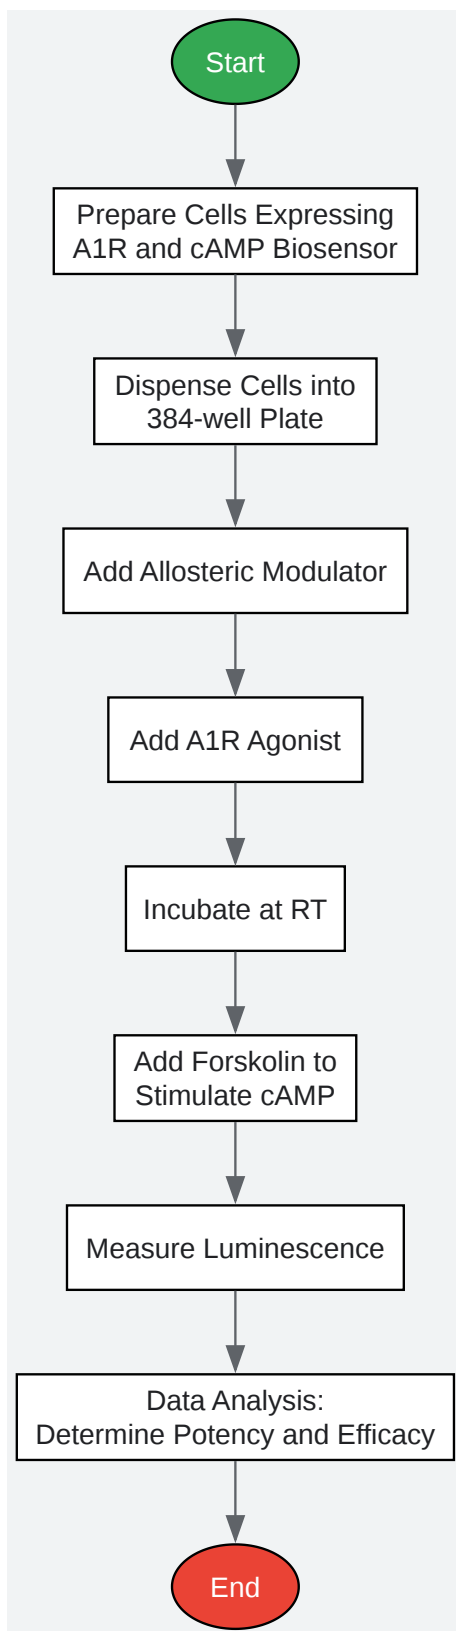 Start
Prepare Cells Expressing
A1R and cAMP Biosensor
Dispense Cells into
384-well Plate
Add Allosteric Modulator
Add A1R Agonist
Incubate at RT
Add Forskolin to
Stimulate cAMP
Measure Luminescence
Data Analysis:
Determine Potency and Efficacy
End